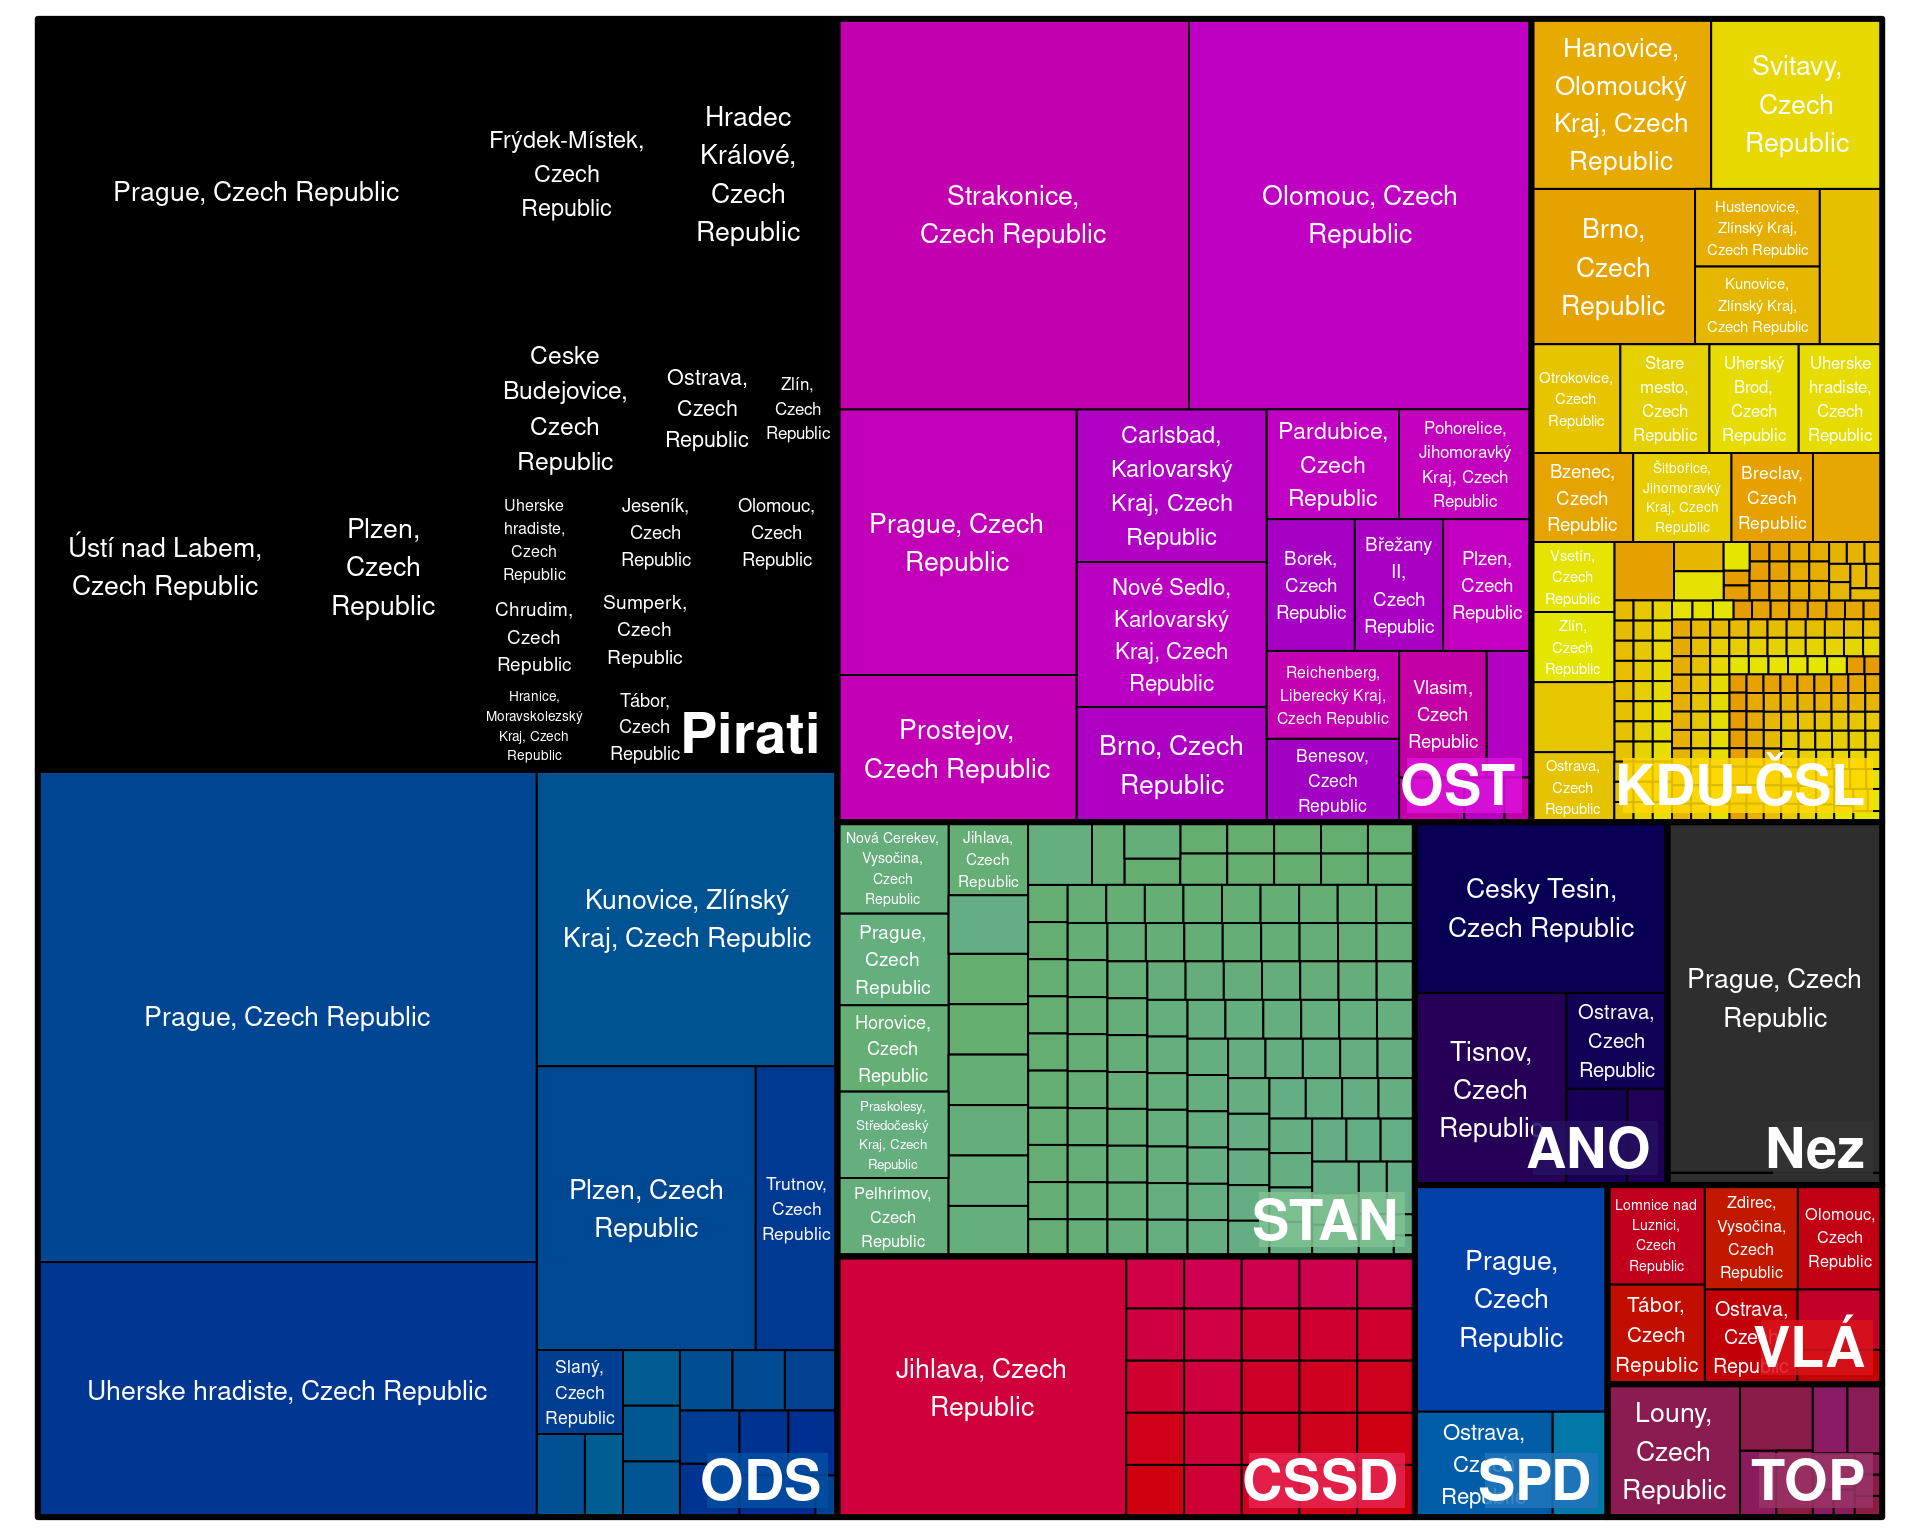 Prague, Czech Republic
Frýdek-Místek,
Czech
Republic
Hradec
Králové,
Czech
Republic
Ceske
Budejovice,
Czech
Republic
Ostrava,
Czech
Republic
Zlín,
Czech
Republic
Ústí nad Labem,
Czech Republic
Plzen,
Czech
Republic
Uherske
hradiste,
Czech
Republic
Jeseník,
Czech
Republic
Olomouc,
Czech
Republic
Chrudim,
Czech
Republic
Sumperk,
Czech
Republic
Hranice,
Moravskolezský
Kraj, Czech
Republic
Tábor,
Czech
Republic
Pirati
Strakonice,
Czech Republic
Olomouc, Czech
Republic
Prague, Czech
Republic
Prostejov,
Czech Republic
Carlsbad,
Karlovarský
Kraj, Czech
Republic
Nové Sedlo,
Karlovarský
Kraj, Czech
Republic
Brno, Czech
Republic
Pardubice,
Czech
Republic
Pohorelice,
Jihomoravký
Kraj, Czech
Republic
Borek,
Czech
Republic
Břežany
II,
Czech
Republic
Plzen,
Czech
Republic
Reichenberg,
Liberecký Kraj,
Czech Republic
Vlasim,
Czech
Republic
Benesov,
Czech
Republic
OST
Hanovice,
Olomoucký
Kraj, Czech
Republic
Svitavy,
Czech
Republic
Brno,
Czech
Republic
Hustenovice,
Zlínský Kraj,
Czech Republic
Kunovice,
Zlínský Kraj,
Czech Republic
Otrokovice,
Czech
Republic
Stare
mesto,
Czech
Republic
Uherský
Brod,
Czech
Republic
Uherske
hradiste,
Czech
Republic
Bzenec,
Czech
Republic
Šitbořice,
Jihomoravký
Kraj, Czech
Republic
Breclav,
Czech
Republic
Vsetín,
Czech
Republic
Zlín,
Czech
Republic
Ostrava,
Czech
Republic
KDU-ČSL
Prague, Czech Republic
Kunovice, Zlínský
Kraj, Czech Republic
Plzen, Czech
Republic
Trutnov,
Czech
Republic
Uherske hradiste, Czech Republic
Slaný,
Czech
Republic
ODS
Nová Cerekev,
Vysočina,
Czech
Republic
Jihlava,
Czech
Republic
Prague,
Czech
Republic
Horovice,
Czech
Republic
Praskolesy,
Středočeský
Kraj, Czech
Republic
Pelhrimov,
Czech
Republic
STAN
Jihlava, Czech
Republic
CSSD
Cesky Tesin,
Czech Republic
Tisnov,
Czech
Republic
Ostrava,
Czech
Republic
ANO
Prague, Czech
Republic
Nez
Prague,
Czech
Republic
Ostrava,
Czech
Republic
SPD
Lomnice nad
Luznici,
Czech
Republic
Zdirec,
Vysočina,
Czech
Republic
Olomouc,
Czech
Republic
Tábor,
Czech
Republic
Ostrava,
Czech
Republic
VLÁ
Louny,
Czech
Republic
TOP